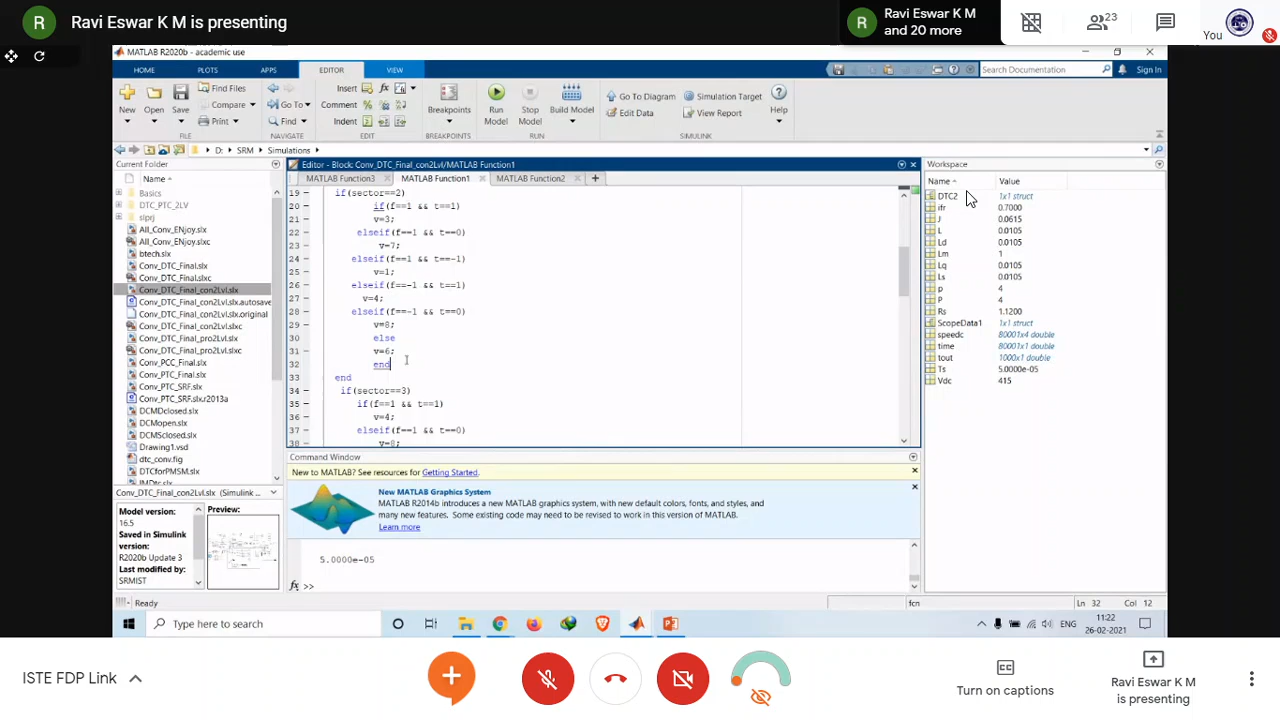 R Ravi Eswar K M is presenting
R Ravi Eswar K M
and 20 more
23
You
MATLAB R2020b - academic use
HOME PLOTS APPS EDITOR VIEW
Search Documentation
Sign In
New Open Save
Find Files
Compare
Print
Go To
Find
Insert
Comment
Indent
Breakpoints
Run
Model
Stop
Model
Build Model
Go To Diagram
Edit Data
Simulation Target
View Report
Help
FILE NAVIGATE EDIT BREAKPOINTS RUN SIMULINK
D: SRM Simulations
Current Folder
Name
Basics
DTC_PTC_2LV
slprj
All_Conv_ENjoy.slx
All_Conv_ENjoy.slxc
btech.slx
Conv_DTC_Final.slx
Conv_DTC_Final.slxc
Conv_DTC_Final_con2Lvl.slx
Conv_DTC_Final_con2Lvl.slx.autosave
Conv_DTC_Final_con2Lvl.slx.original
Conv_DTC_Final_con2Lvl.slxc
Conv_DTC_Final_pro2Lvl.slx
Conv_DTC_Final_pro2Lvl.slxc
Conv_PCC_Final.slx
Conv_PTC_Final.slx
Conv_PTC_SRF.slx
Conv_PTC_SRF.slx.r2013a
DCMDclosed.slx
DCMopen.slx
DCMSclosed.slx
Drawing1.vsd
dtc_conv.fig
DTCforPMSM.slx
IMDtc.slx
Conv_DTC_Final_con2Lvl.slx (Simulink ...
Model version:
16.5
Saved in Simulink
version:
R2020b Update 3
Last modified by:
SRMIST
Preview:
Editor - Block: Conv_DTC_Final_con2Lvl/MATLAB Function1
MATLAB Function3 MATLAB Function1 MATLAB Function2
19 - if(sector==2)
20 - if(f==1 && t==1)
21 - v=3;
22 - elseif(f==1 && t==0)
23 - v=7;
24 - elseif(f==1 && t==-1)
25 - v=1;
26 - elseif(f==-1 && t==1)
27 - v=4;
28 - elseif(f==-1 && t==0)
29 - v=8;
30 else
31 - v=6;
32 - end
33 end
34 - if(sector==3)
35 - if(f==1 && t==1)
36 - v=4;
37 - elseif(f==1 && t==0)
38 - v=8;
Command Window
New to MATLAB? See resources for Getting Started.
New MATLAB Graphics System
MATLAB R2014b introduces a new MATLAB graphics system, with new default colors, fonts, and styles, and
many new features. Some existing code may need to be revised to work in this version of MATLAB.
Learn more
5.0000e-05
fx >>
Workspace
Name Value
DTC2 1x1 struct
ifr 0.7000
J 0.0615
L 0.0105
Ld 0.0105
Lm 1
Lq 0.0105
Ls 0.0105
p 4
P 4
Rs 1.1200
ScopeData1 1x1 struct
speedc 80001x4 double
time 80001x1 double
tout 1000x1 double
Ts 5.0000e-05
Vdc 415
Ready
fcn
Ln 32 Col 12
Type here to search
ENG
11:22
26-02-2021
ISTE FDP Link
CC
Turn on captions
Ravi Eswar K M
is presenting